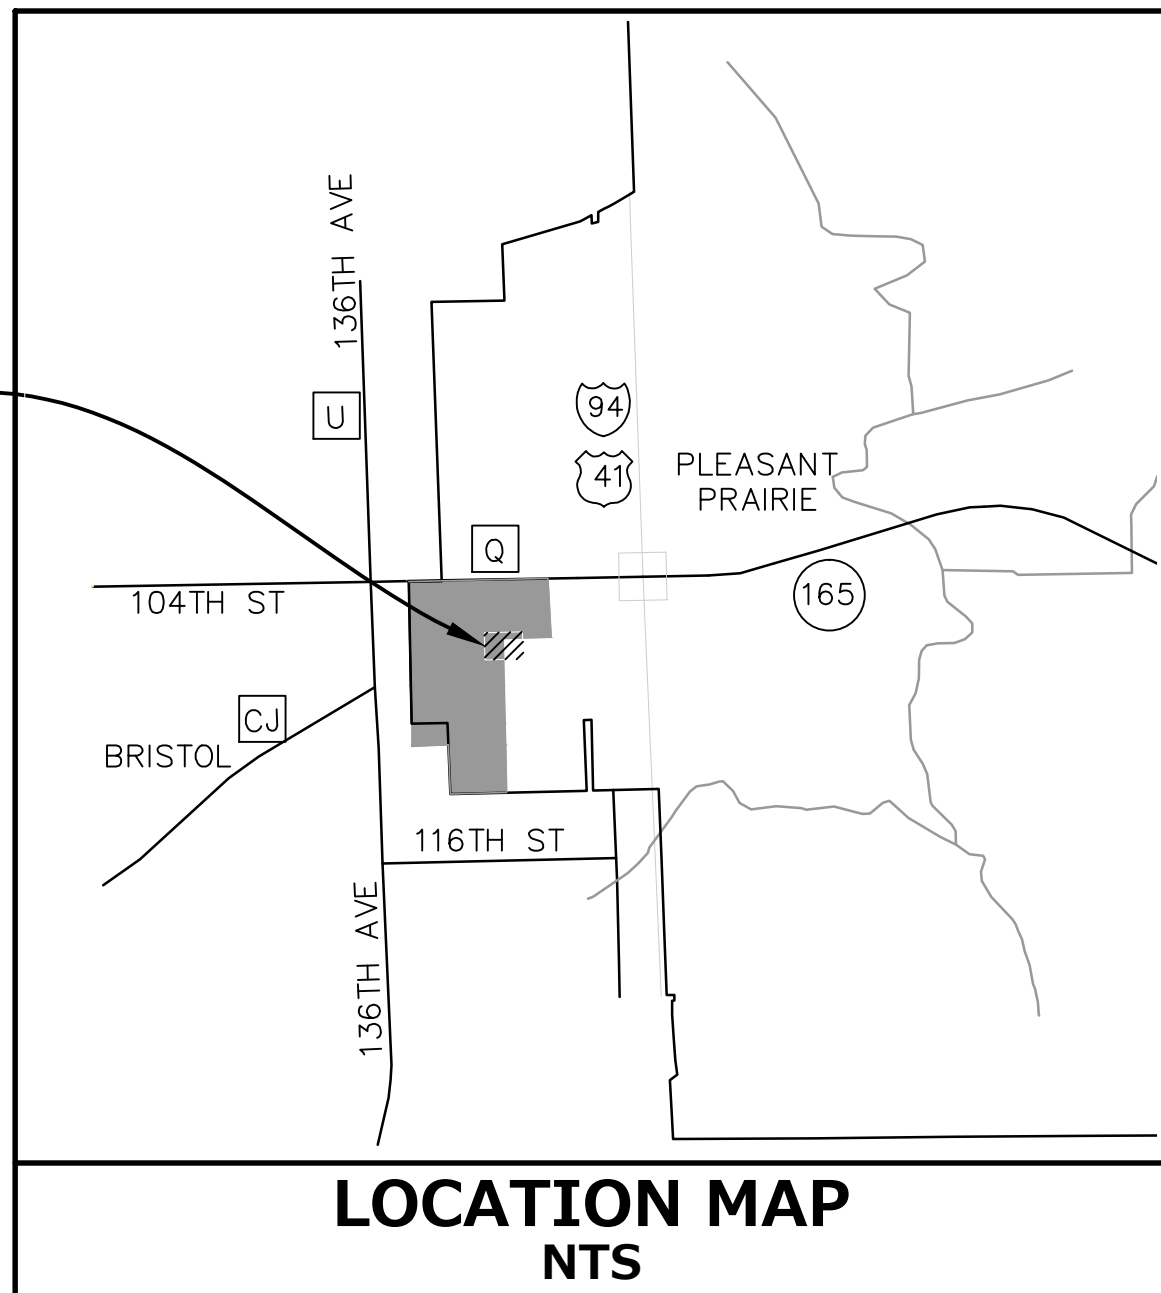 136TH AVE
U
94
41
PLEASANT
PRAIRIE
Q
104TH ST
165
CJ
BRISTOL
116TH ST
136TH AVE
LOCATION MAP
NTS